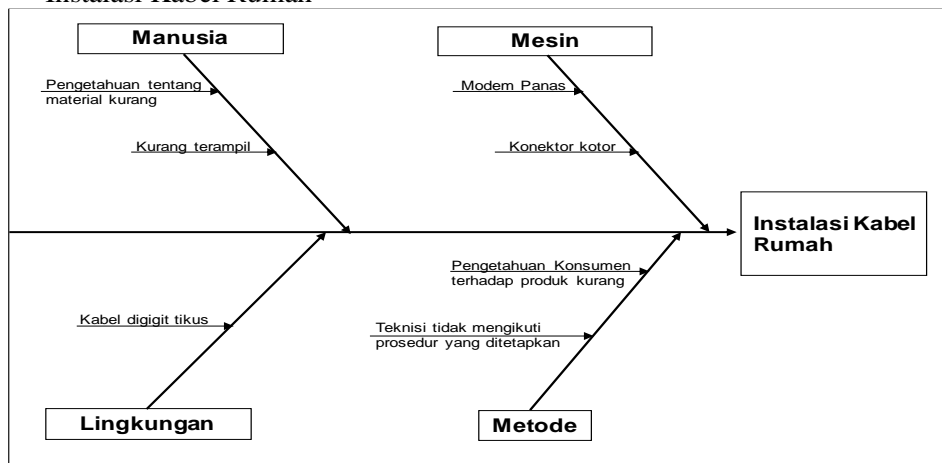 Instalasi Kabel Rumah
Manusia
Mesin
Pengetahuan tentang
material kurang
Modem Panas
Kurang terampil
Konektor kotor
Instalasi Kabel
Rumah
Pengetahuan Konsumen
terhadap produk kurang
Kabel digigit tikus
Teknisi tidak mengikuti
prosedur yang ditetapkan
Lingkungan
Metode